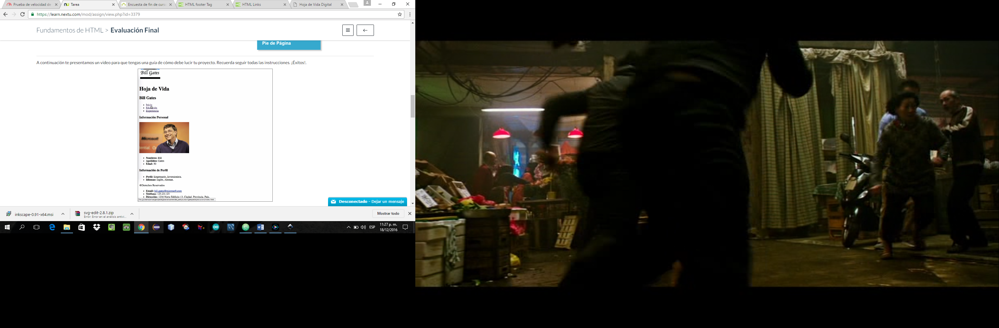 Prueba de velocidad de
Tarea
Encuesta de fin de curso
HTML footer Tag
HTML Links
Hoja de Vida Digital
https://learn.nextu.com/mod/assign/view.php?id=3379
Fundamentos de HTML > Evaluación Final
Pie de Página
A continuación te presentamos un video para que tengas una guía de cómo debe lucir tu proyecto. Recuerda seguir todas las instrucciones. ¡Éxitos!.
Bill Gates
Hoja de Vida
Bill Gates
Inicio
Educación
Experiencia
Información Personal
Microsoft
Nombres: Bill
Apellidos: Gates
Edad: 50
Información de Perfil
Perfil: Empresario, Inversionista.
Idiomas: Inglés, Aleman.
@Derechos Reservados
Email: bill.gates@microsoft.com
Teléfono: 123-23-123
Dirección: 1234 Norte Edificio 13, Ciudad, Provincia, Pais.
Desconectado - Dejar un mensaje
inkscape-0.91-x64.msi
svg-edit-2.8.1.zip
Error: Error en el análisis antivi...
Mostrar todo
ESP
11:27 p. m.
18/12/2016